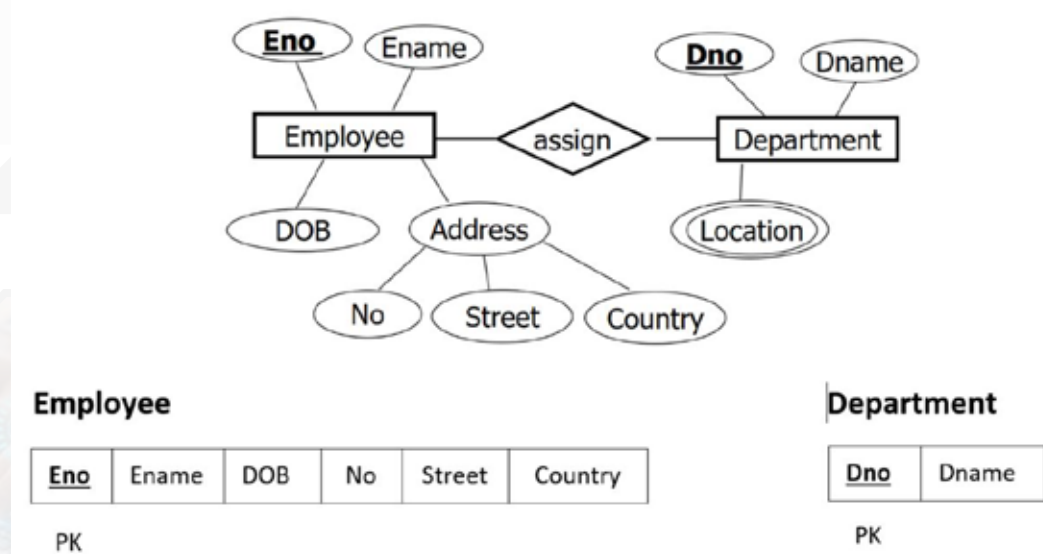 Eno
Ename
Dno
Dname
Employee
assign
Department
DOB
Address
Location
No
Street
Country
Employee
Department
Eno Ename DOB No Street Country
Dno Dname
PK
PK